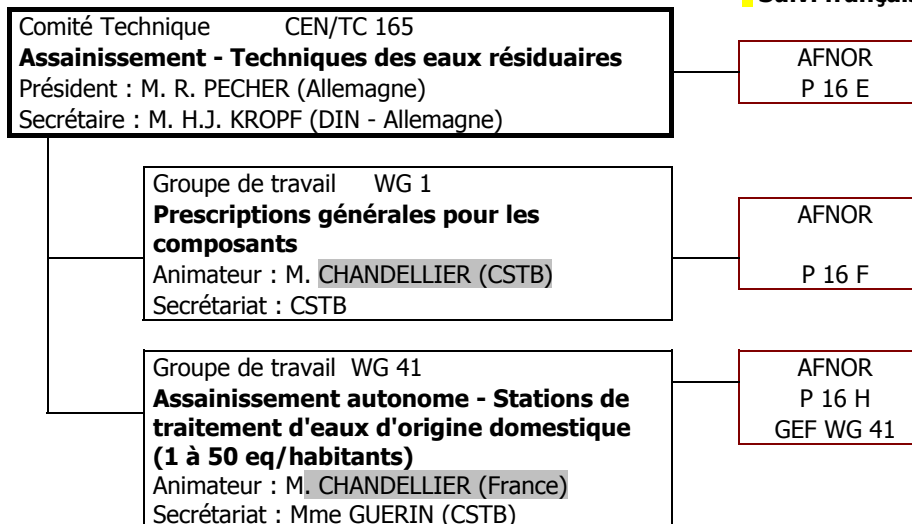 Suivi français
Comité Technique CEN/TC 165
Assainissement - Techniques des eaux résiduaires
Président : M. R. PECHER (Allemagne)
Secrétaire : M. H.J. KROPF (DIN - Allemagne)
AFNOR
P 16 E
Groupe de travail WG 1
Prescriptions générales pour les
composants
Animateur : M. CHANDELLIER (CSTB)
Secrétariat : CSTB
AFNOR
P 16 F
Groupe de travail WG 41
Assainissement autonome - Stations de
traitement d'eaux d'origine domestique
(1 à 50 eq/habitants)
Animateur : M. CHANDELLIER (France)
Secrétariat : Mme GUERIN (CSTB)
AFNOR
P 16 H
GEF WG 41